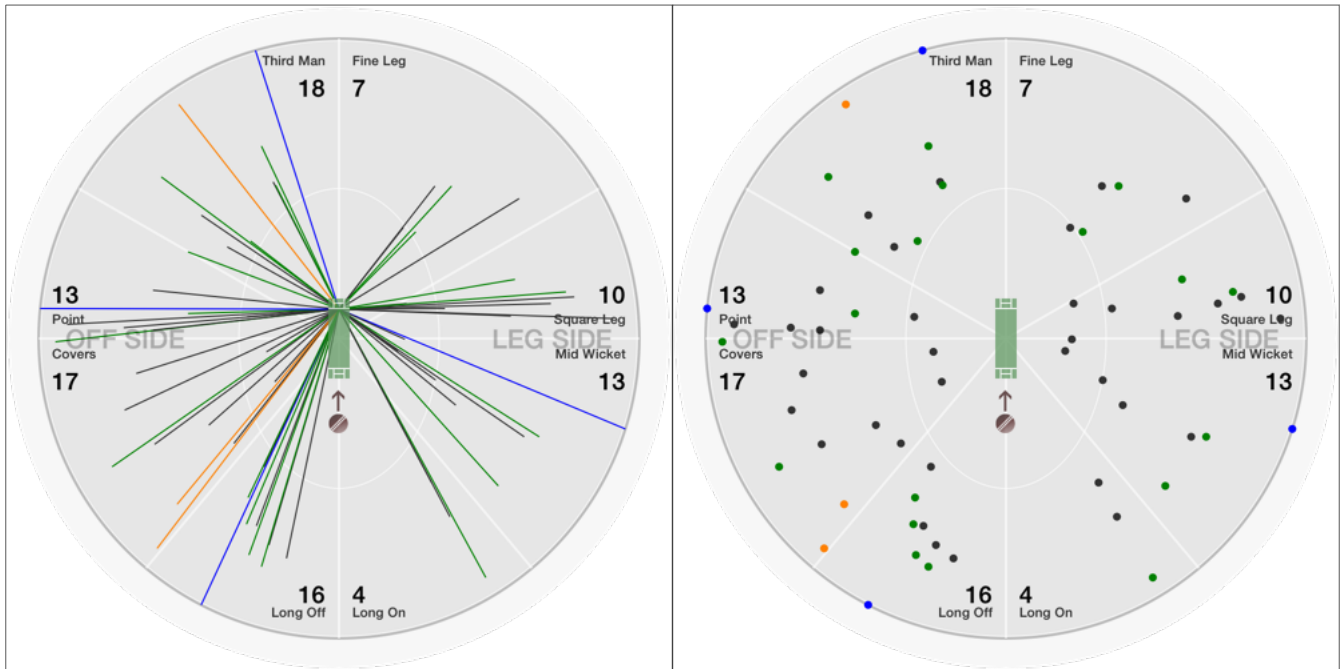 Third Man Fine Leg
18 7
13 10
Point Square Leg
OFF SIDE LEG SIDE
Covers Mid Wicket
17 13
16 4
Long Off Long On
Third Man Fine Leg
18 7
13 10
Point Square Leg
OFF SIDE LEG SIDE
Covers Mid Wicket
17 13
16 4
Long Off Long On